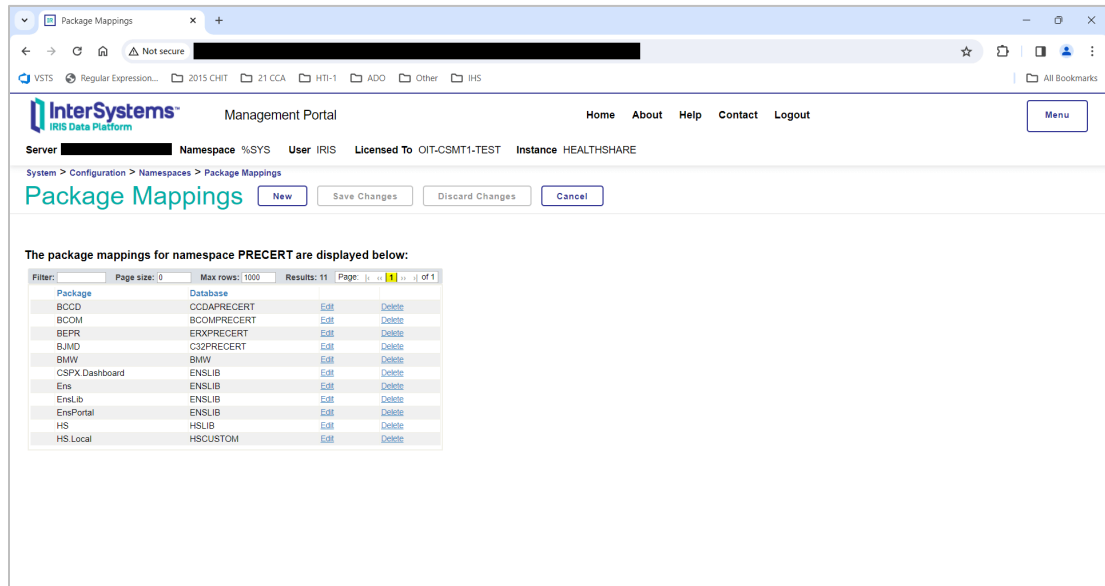 Package Mappings
Not secure
VSTS Regular Expression... 2015 CHIT 21 CCA HTI-1 ADO Other IHS All Bookmarks
InterSystems™
IRIS Data Platform
Management Portal
Home About Help Contact Logout
Menu
Server Namespace %SYS User IRIS Licensed To OIT-CSMT1-TEST Instance HEALTHSHARE
System > Configuration > Namespaces > Package Mappings
Package Mappings New Save Changes Discard Changes Cancel
The package mappings for namespace PRECERT are displayed below:
Filter: Page size: 0 Max rows: 1000 Results: 11 Page: |« «« 1 »» »| of 1
Package Database
BCCD CCDAPRECERT Edit Delete
BCOM BCOMPRECERT Edit Delete
BEPR ERXPRECERT Edit Delete
BJMD C32PRECERT Edit Delete
BMW BMW Edit Delete
CSPX.Dashboard ENSLIB Edit Delete
Ens ENSLIB Edit Delete
EnsLib ENSLIB Edit Delete
EnsPortal ENSLIB Edit Delete
HS HSLIB Edit Delete
HS.Local HSCUSTOM Edit Delete